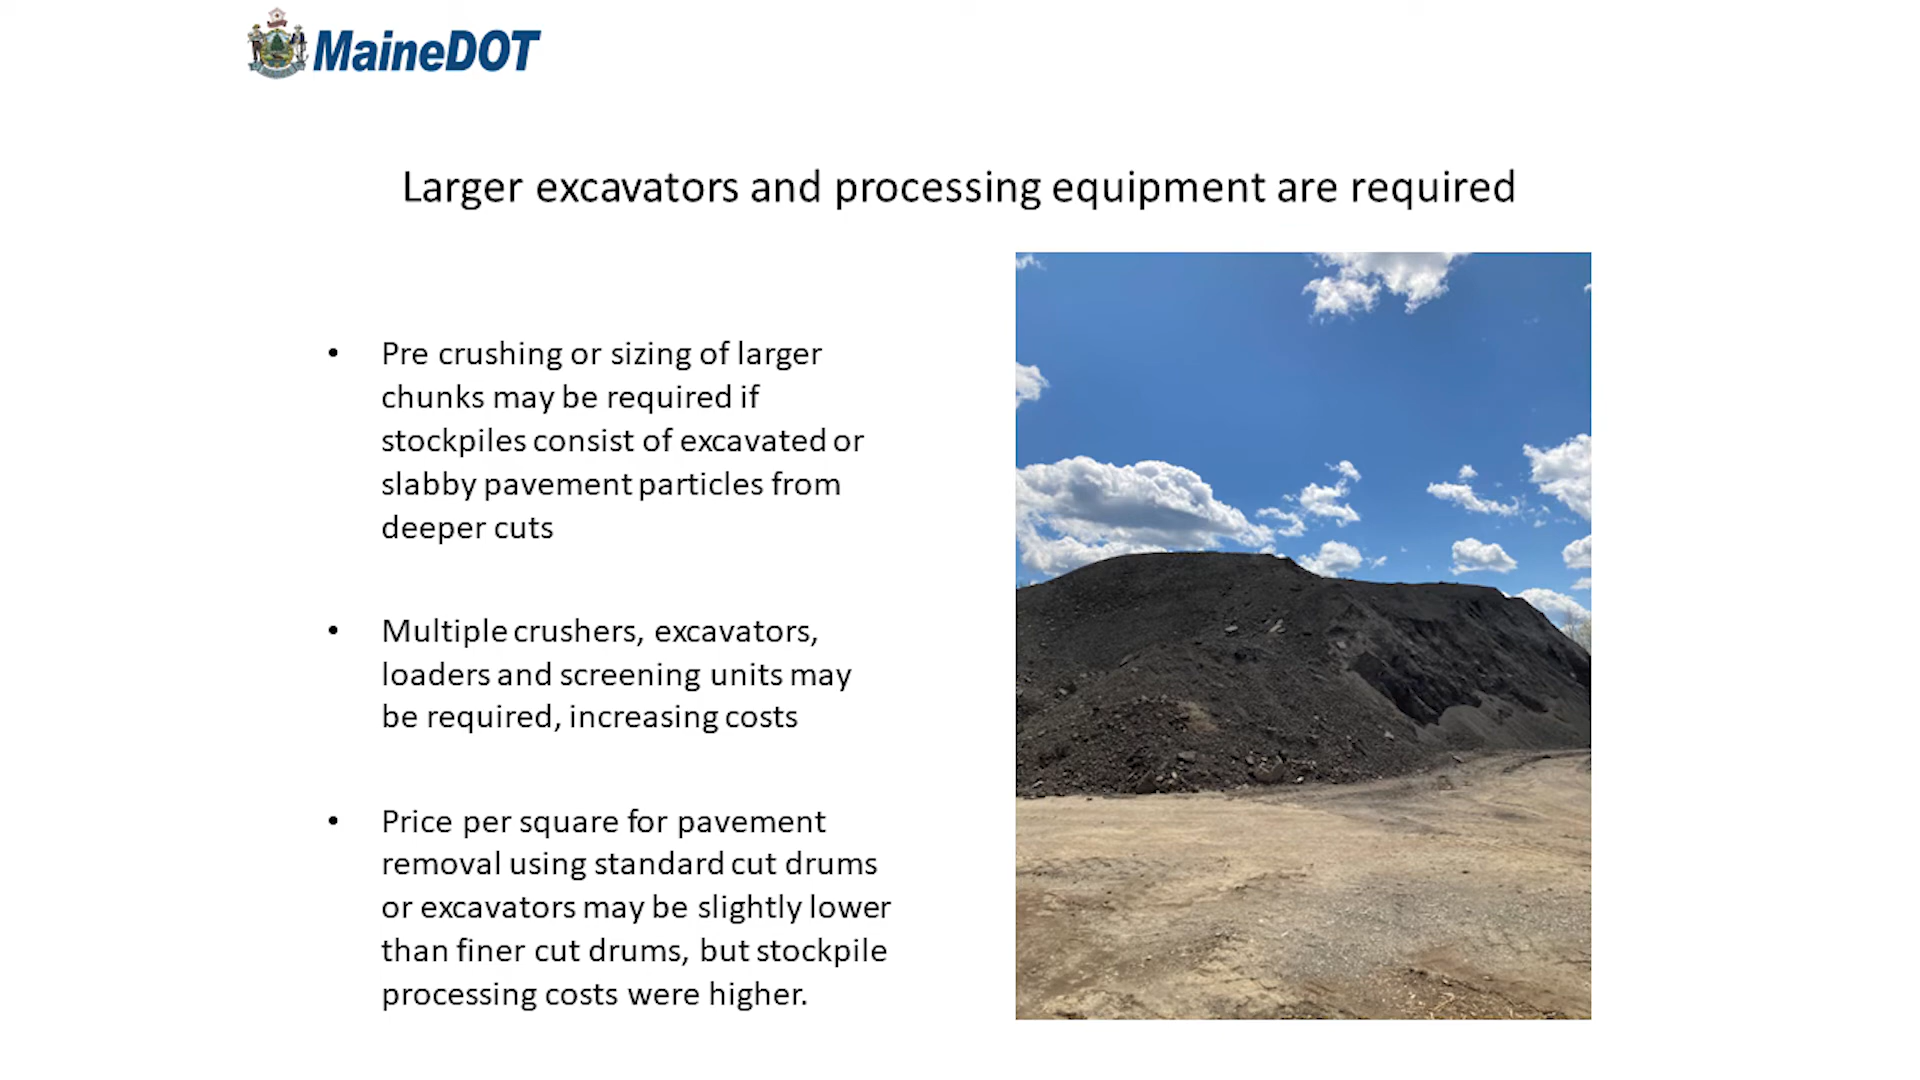 MaineDOT
Larger excavators and processing equipment are required
• Pre crushing or sizing of larger
chunks may be required if
stockpiles consist of excavated or
slabby pavement particles from
deeper cuts
• Multiple crushers, excavators,
loaders and screening units may
be required, increasing costs
• Price per square for pavement
removal using standard cut drums
or excavators may be slightly lower
than finer cut drums, but stockpile
processing costs were higher.